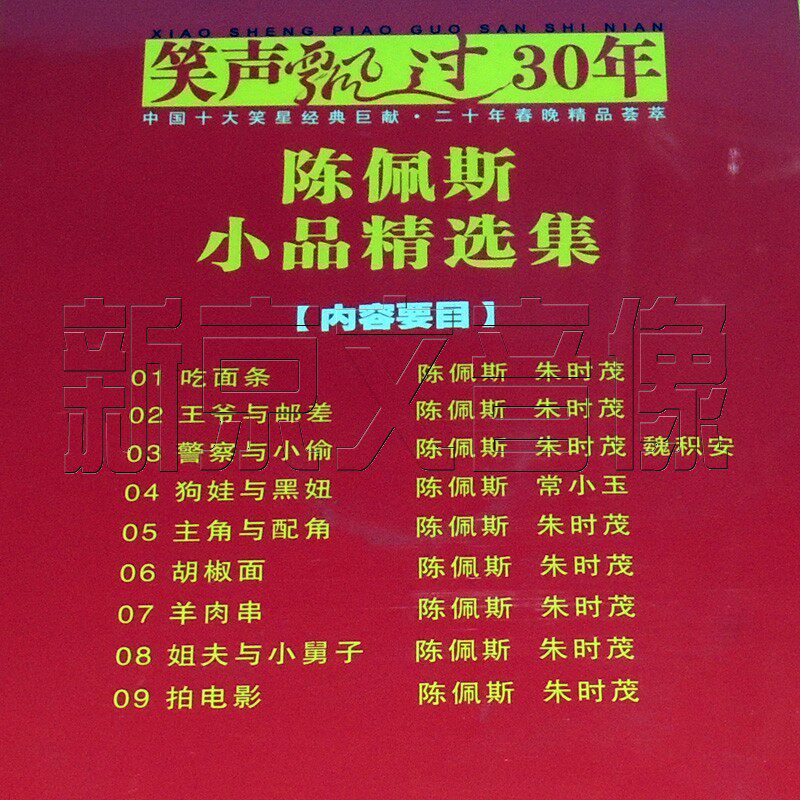 XIAO SHENG PIAO GUO SAN SHI NIAN
笑声飘过30年
中国十大笑星经典巨献·二十年春晚精品荟萃
陈佩斯
小品精选集
【内容要目】
01 吃面条 陈佩斯 朱时茂
02 王爷与邮差 陈佩斯 朱时茂
03 警察与小偷 陈佩斯 朱时茂 魏积安
04 狗娃与黑妞 陈佩斯 常小玉
05 主角与配角 陈佩斯 朱时茂
06 胡椒面 陈佩斯 朱时茂
07 羊肉串 陈佩斯 朱时茂
08 姐夫与小舅子 陈佩斯 朱时茂
09 拍电影 陈佩斯 朱时茂
新京文音像